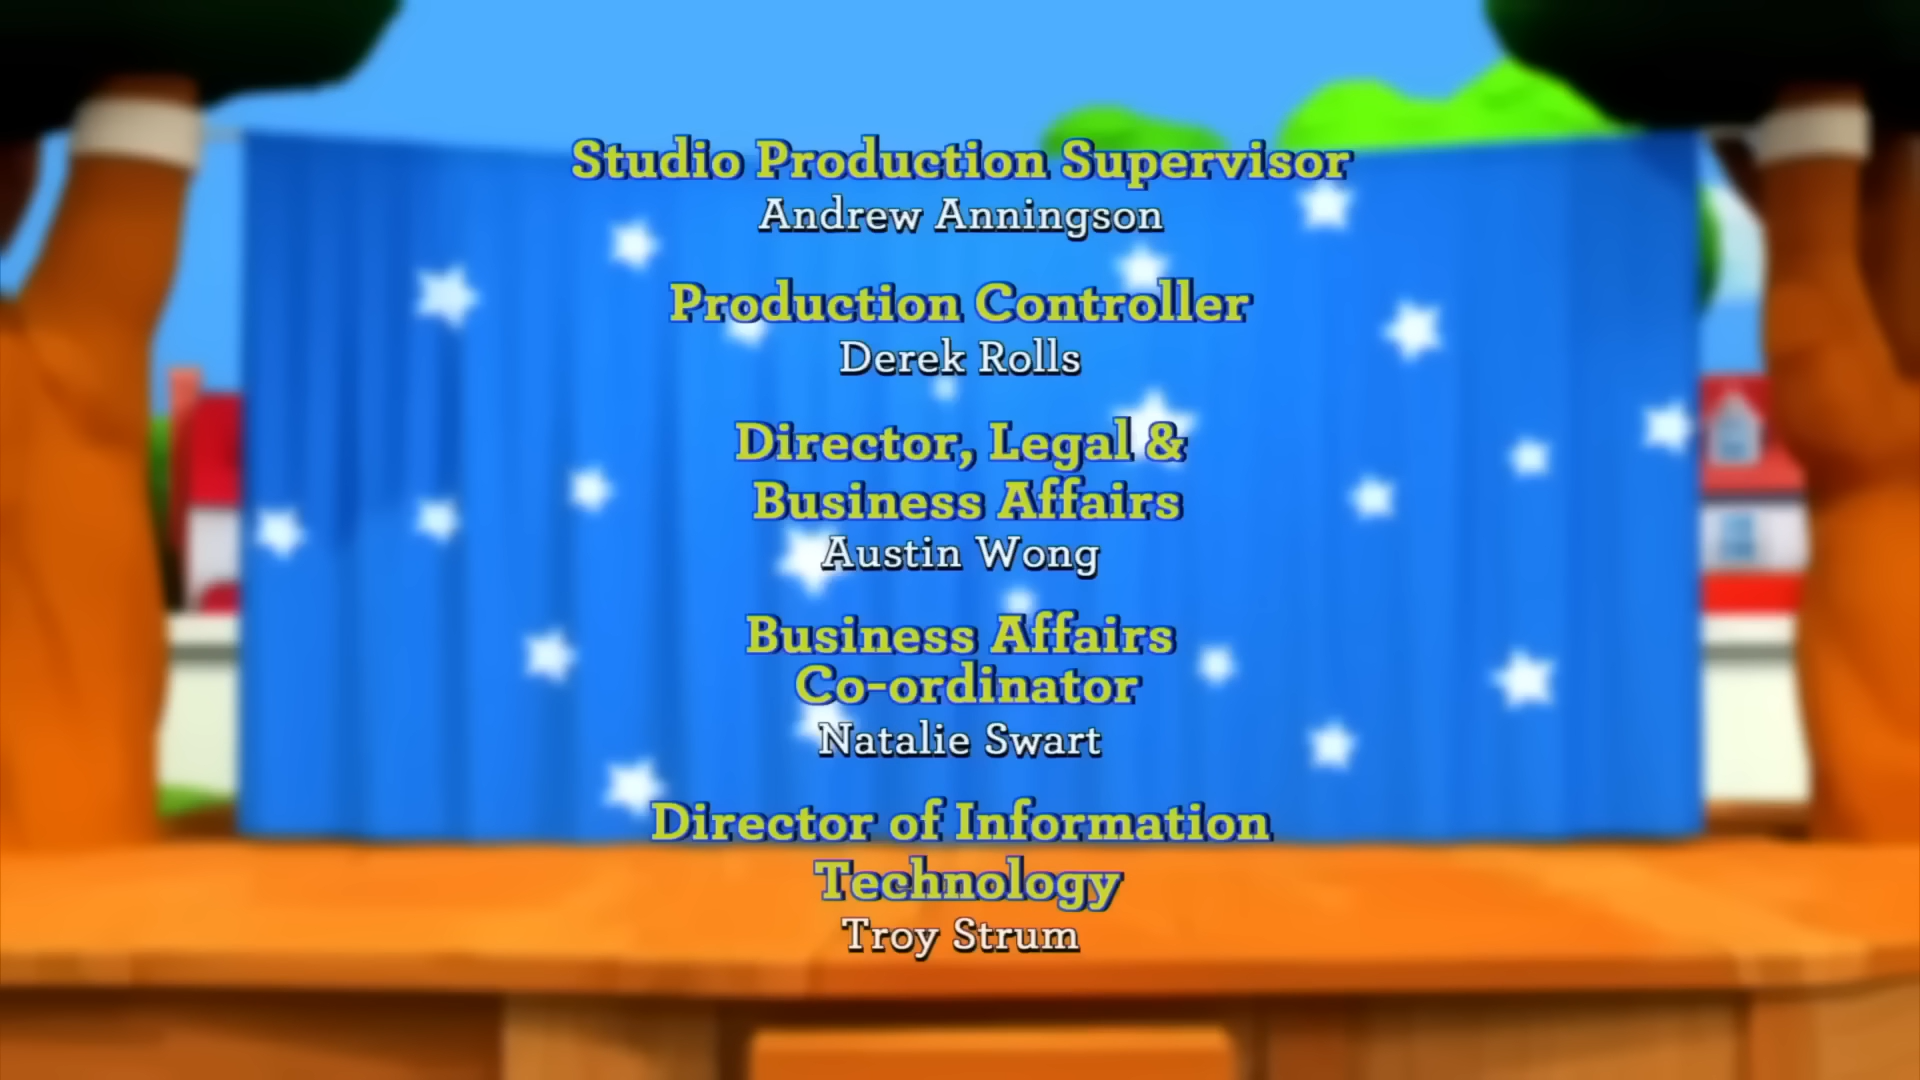 Studio Production Supervisor
Andrew Anningson
Production Controller
Derek Rolls
Director, Legal &
Business Affairs
Austin Wong
Business Affairs
Co-ordinator
Natalie Swart
Director of Information
Technology
Troy Strum